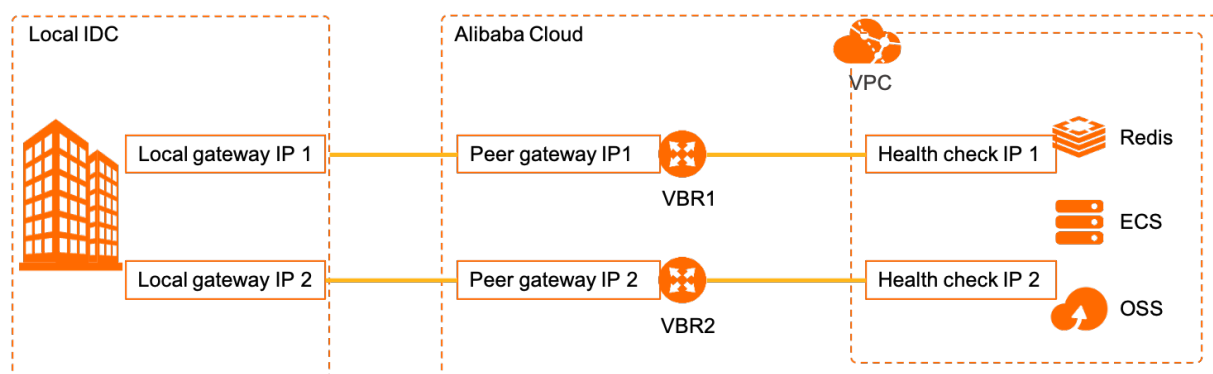 Local IDC
Alibaba Cloud
VPC
Local gateway IP 1
Peer gateway IP1
Health check IP 1
Redis
VBR1
ECS
Local gateway IP 2
Peer gateway IP 2
Health check IP 2
OSS
VBR2